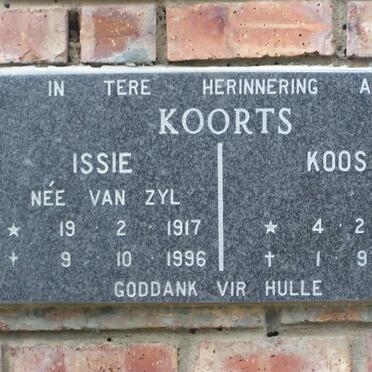 IN TERE HERINNERING A
KOORTS
ISSIE KOOS
NÉE VAN ZYL
* 19 2 1917 * 4 2
† 9 10 1996 † 1 9
GODDANK VIR HULLE